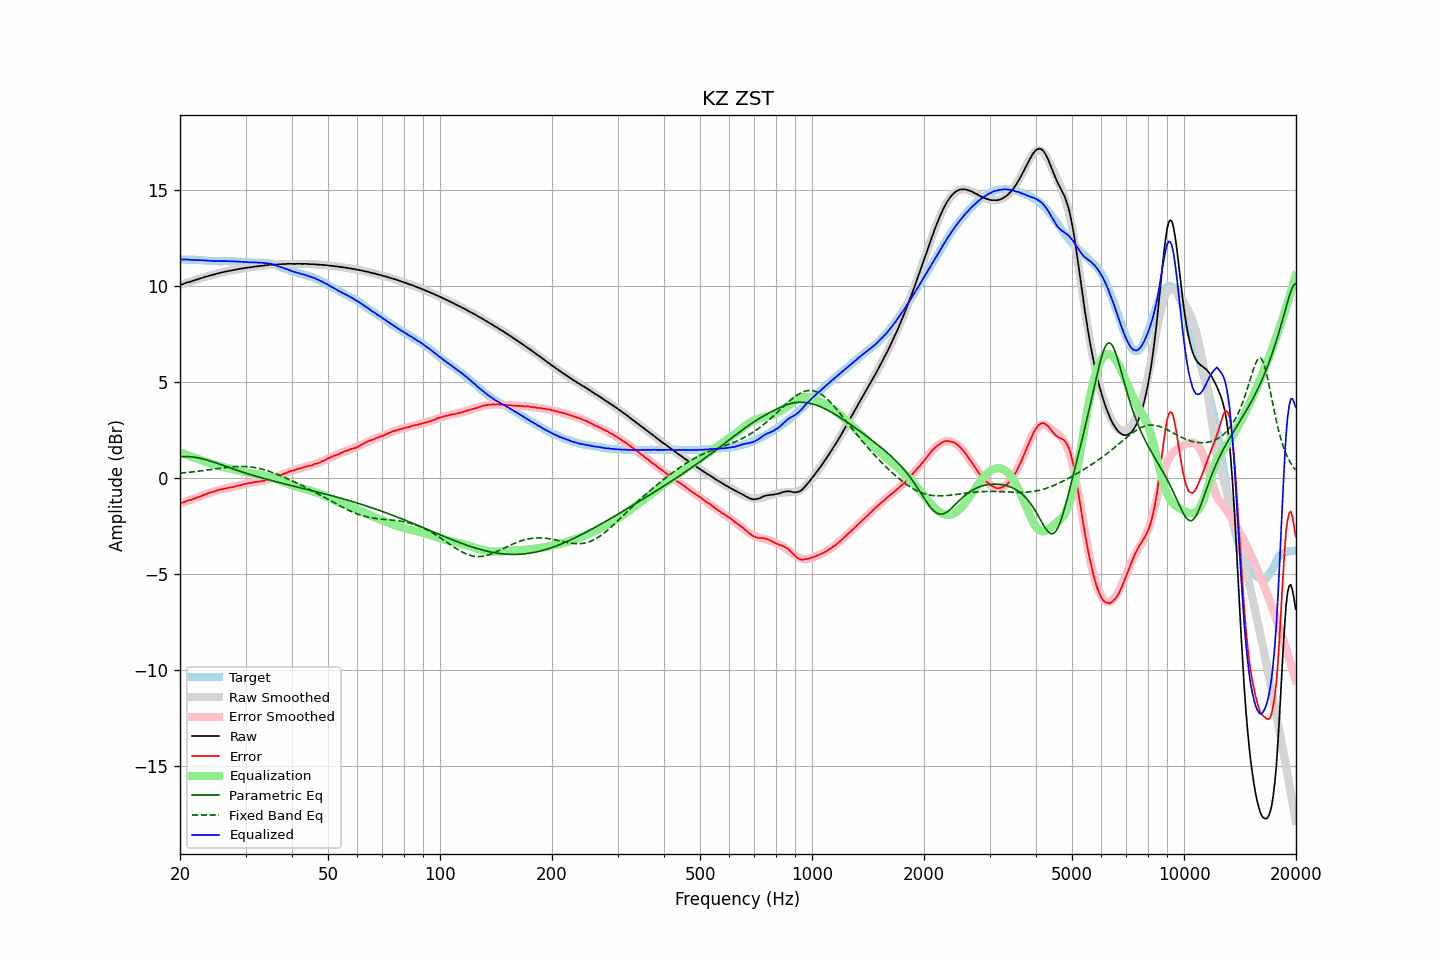 KZ ZST
Amplitude (dBr)
15
10
5
0
−5
−10
−15
Target
Raw Smoothed
Error Smoothed
Raw
Error
Equalization
Parametric Eq
Fixed Band Eq
Equalized
20 50 100 200 500 1000 2000 5000 10000 20000
Frequency (Hz)